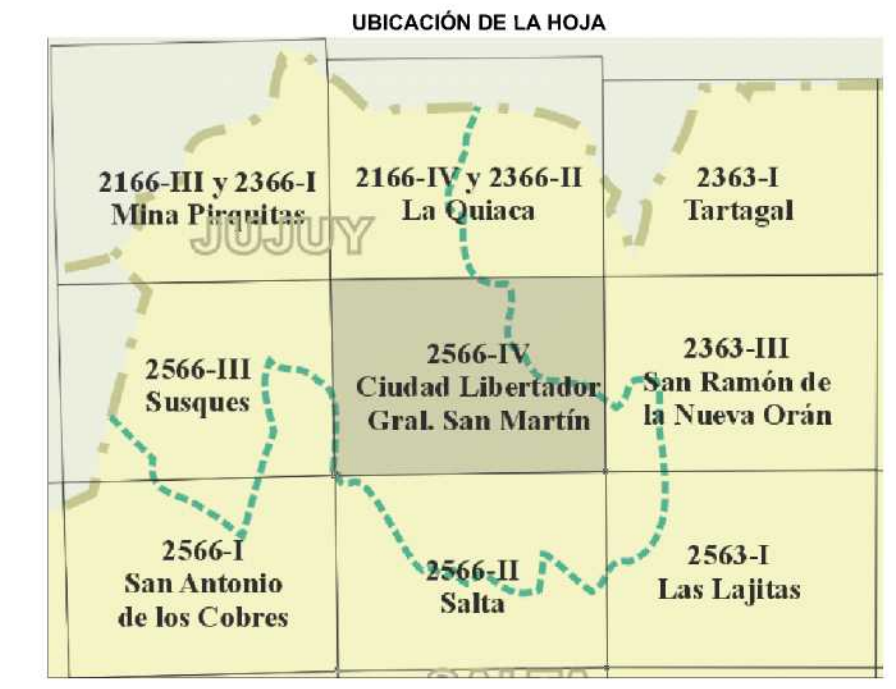 UBICACIÓN DE LA HOJA
2166-III y 2366-I
Mina Pirquitas
JUJUY
2166-IV y 2366-II
La Quiaca
2363-I
Tartagal
2566-III
Susques
2566-IV
Ciudad Libertador
Gral. San Martín
2363-III
San Ramón de
la Nueva Orán
2566-I
San Antonio
de los Cobres
2566-II
Salta
2563-I
Las Lajitas